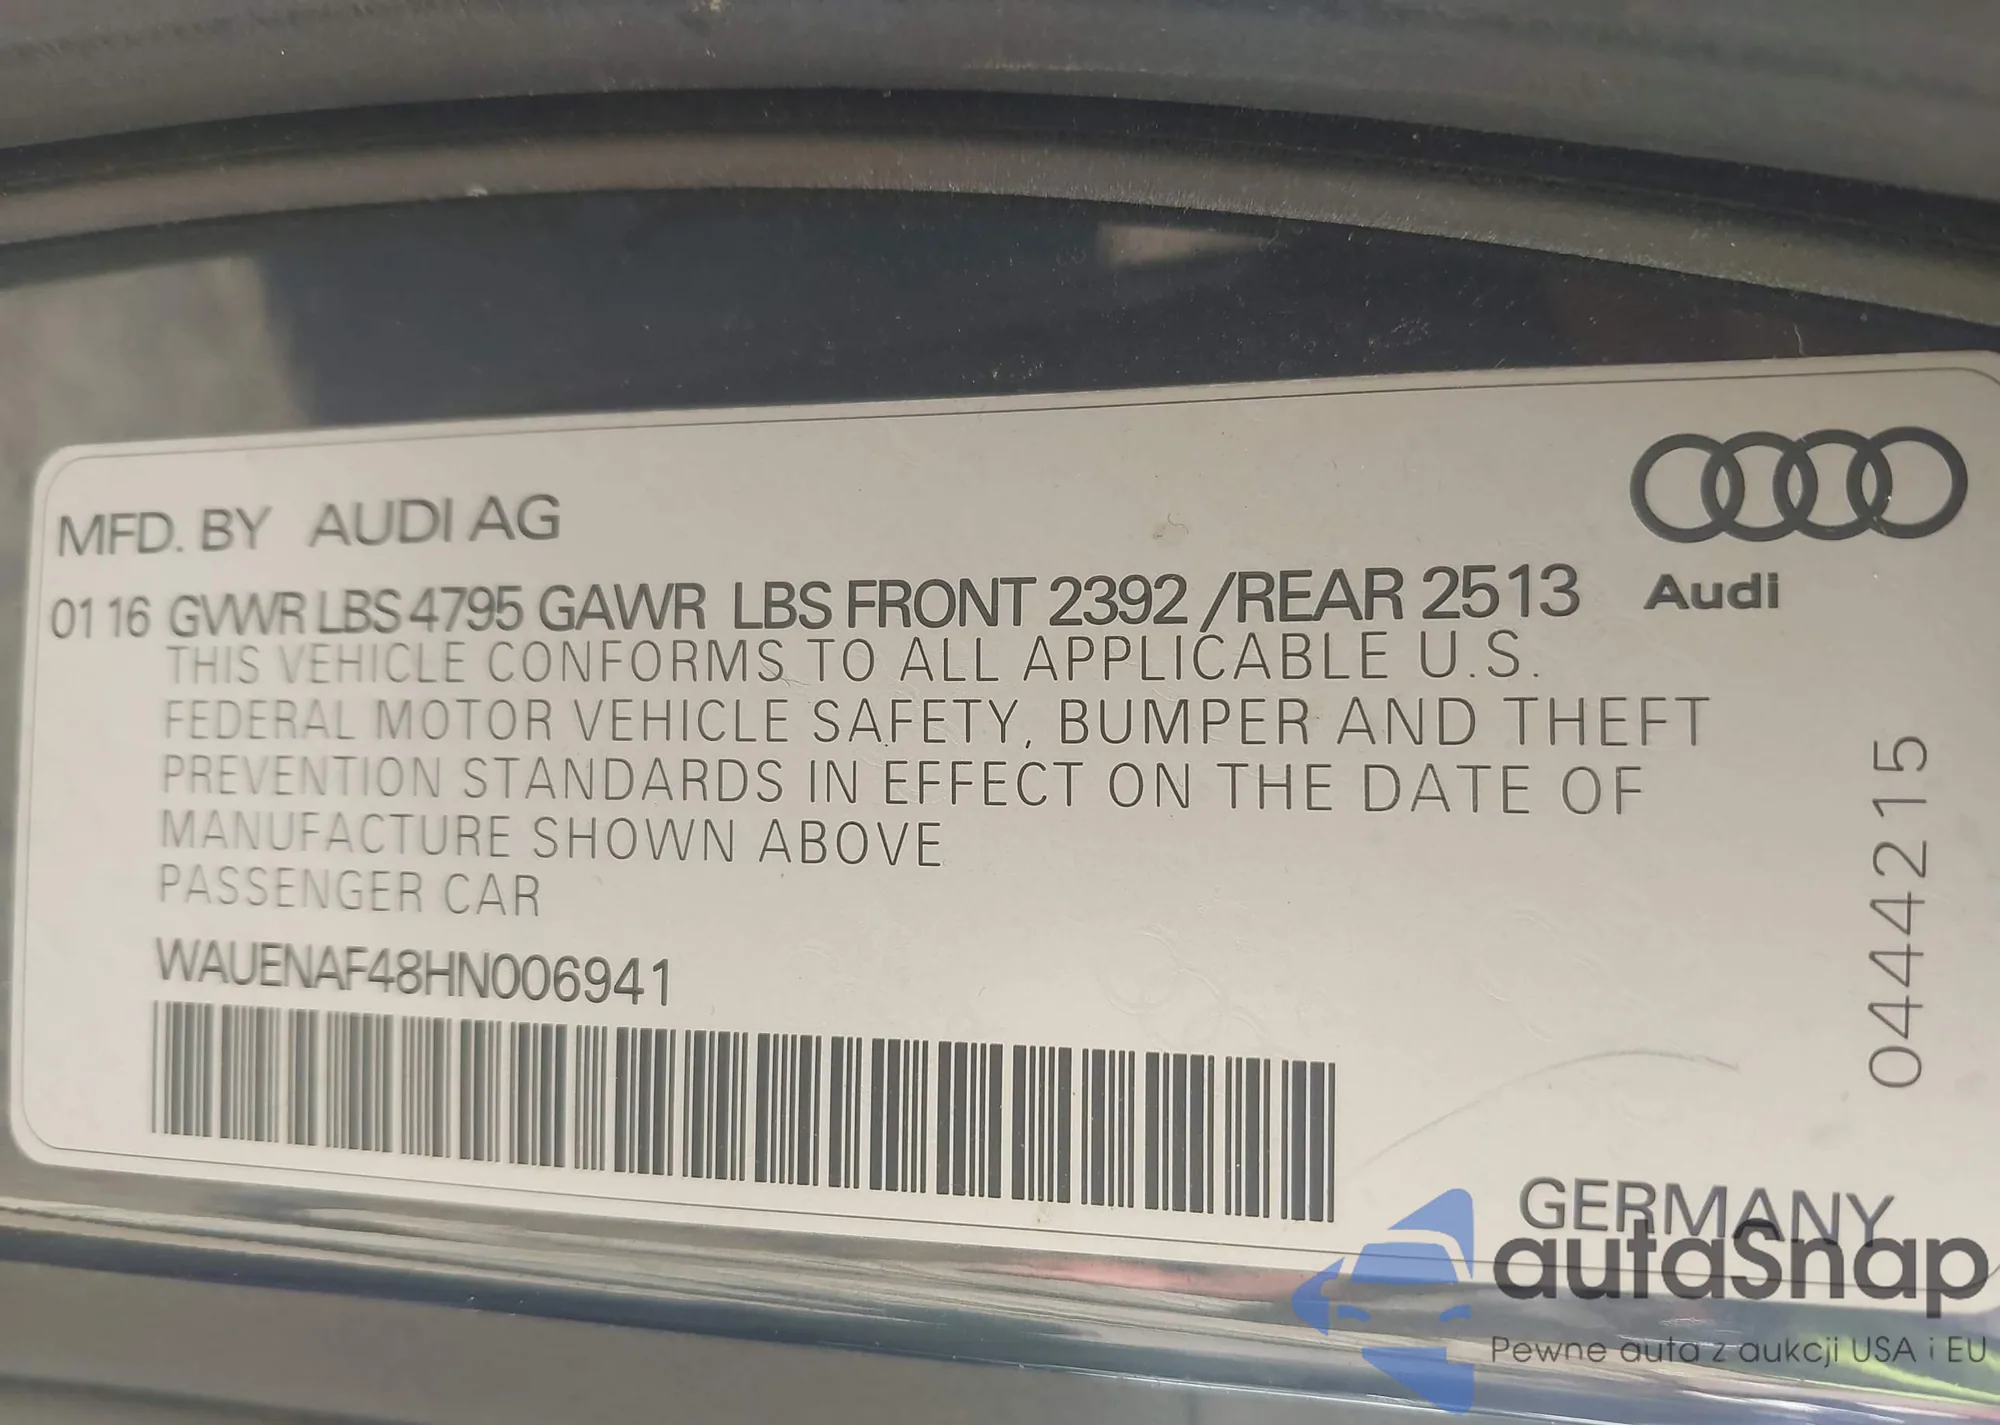 MFD. BY AUDI AG
01 16 GVWR LBS 4795 GAWR LBS FRONT 2392 /REAR 2513
Audi
THIS VEHICLE CONFORMS TO ALL APPLICABLE U.S.
FEDERAL MOTOR VEHICLE SAFETY, BUMPER AND THEFT
PREVENTION STANDARDS IN EFFECT ON THE DATE OF
MANUFACTURE SHOWN ABOVE
PASSENGER CAR
WAUENAF48HN006941
0444215
GERMANY
autaSnap
Pewne auta z aukcji USA i EU